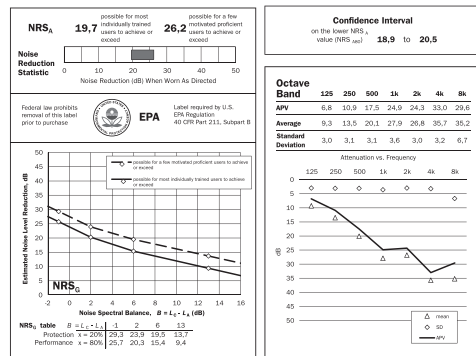 NRSA 19,7 possible for most individually trained users to achieve or exceed 26,2 possible for a few motivated proficient users to achieve or exceed
Noise Reduction Statistic
0 10 20 30 40 50
Noise Reduction (dB) When Worn As Directed
Federal law prohibits
removal of this label
prior to purchase
EPA
Label required by U.S.
EPA Regulation
40 CFR Part 211, Subpart B
Estimated Noise Level Reduction, dB
50
45
40
35
30
25
20
15
10
5
0
possible for a few motivated proficient users to achieve
or exceed
possible for most individually trained users to achieve
or exceed
NRSG
-2 0 2 4 6 8 10 12 14 16
Noise Spectral Balance, B = LC - LA (dB)
NRSG table B = LC - LA -1 2 6 13
Protection x = 20% 29,3 23,9 19,5 13,7
Performance x = 80% 25,7 20,3 15,4 9,4
Confidence Interval
on the lower NRS A
value (NRS A80) 18,9 to 20,5
Octave
Band 125 250 500 1k 2k 4k 8k
APV 6,8 10,9 17,5 24,9 24,3 33,0 29,6
Average 9,3 13,5 20,1 27,9 26,8 35,7 35,2
Standard
Deviation 3,0 3,1 3,1 3,6 3,0 3,2 6,7
Attenuation vs. Frequency
125 250 500 1k 2k 4k 8k
dB
0
5
10
15
20
25
30
35
40
45
50
mean
SD
APV